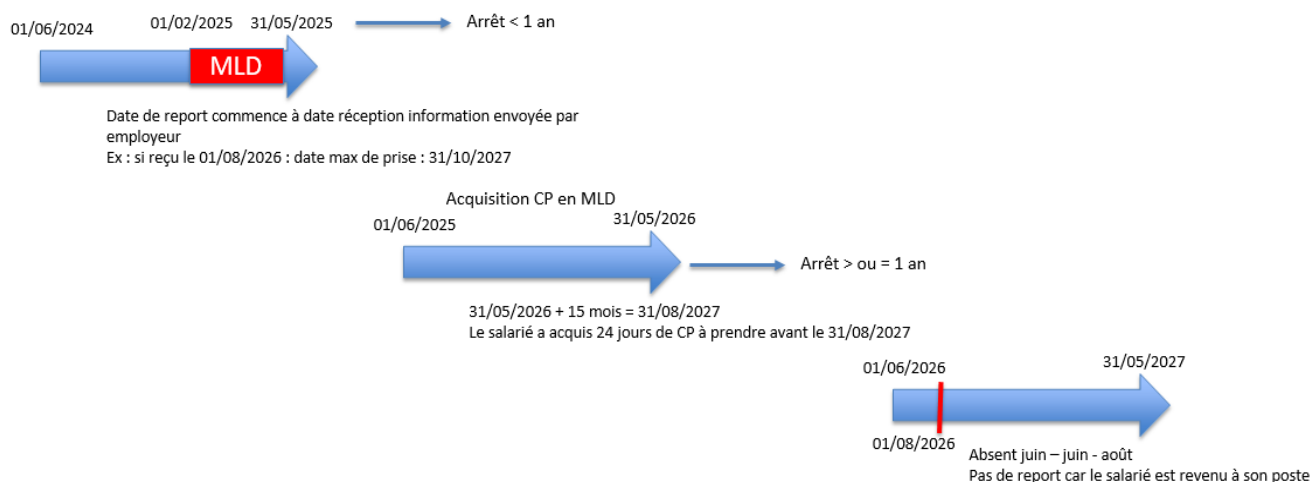 01/06/2024
01/02/2025
31/05/2025
Arrêt < 1 an
MLD
Date de report commence à date réception information envoyée par
employeur
Ex : si reçu le 01/08/2026 : date max de prise : 31/10/2027
Acquisition CP en MLD
01/06/2025
31/05/2026
Arrêt > ou = 1 an
31/05/2026 + 15 mois = 31/08/2027
Le salarié a acquis 24 jours de CP à prendre avant le 31/08/2027
01/06/2026
31/05/2027
01/08/2026
Absent juin – juin - août
Pas de report car le salarié est revenu à son poste